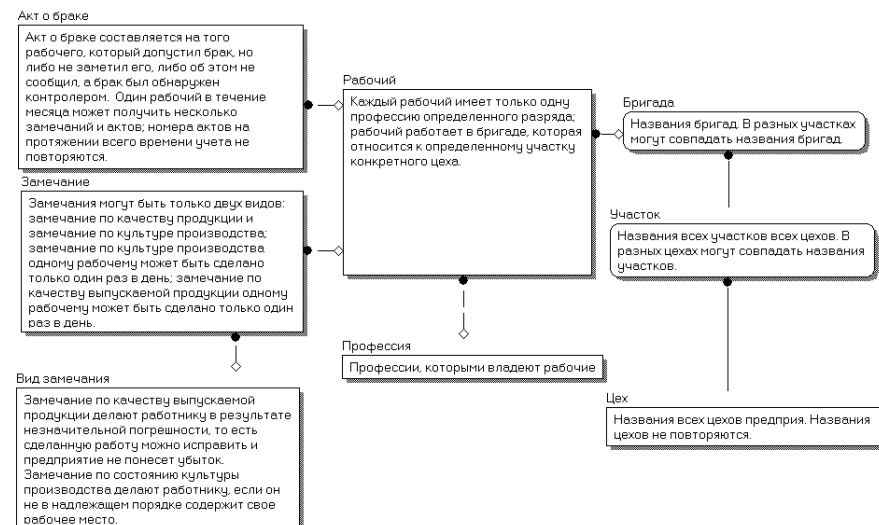 Акт о браке
Акт о браке составляется на того
рабочего, который допустил брак, но
либо не заметил его, либо об этом не
сообщил, а брак был обнаружен
контролером. Один рабочий в течение
месяца может получить несколько
замечаний и актов; номера актов на
протяжении всего времени учета не
повторяются.
Замечание
Замечания могут быть только двух видов:
замечание по качеству продукции и
замечание по культуре производства;
замечание по культуре производства
одному рабочему может быть сделано
только один раз в день; замечание по
качеству выпускаемой продукции одному
рабочему может быть сделано только один
раз в день.
Вид замечания
Замечание по качеству выпускаемой
продукции делают работнику в результате
незначительной погрешности, то есть
сделанную работу можно исправить и
предприятие не понесет убыток.
Замечание по состоянию культуры
производства делают работнику, если он
не в надлежащем порядке содержит свое
рабочее место.
Рабочий
Каждый рабочий имеет только одну
профессию определенного разряда;
рабочий работает в бригаде, которая
относится к определенному участку
конкретного цеха.
Профессия
Профессии, которыми владеют рабочие
Бригада
Названия бригад. В разных участках
могут совпадать названия бригад.
Участок
Названия всех участков всех цехов. В
разных цехах могут совпадать названия
участков.
Цех
Названия всех цехов предприя. Названия
цехов не повторяются.